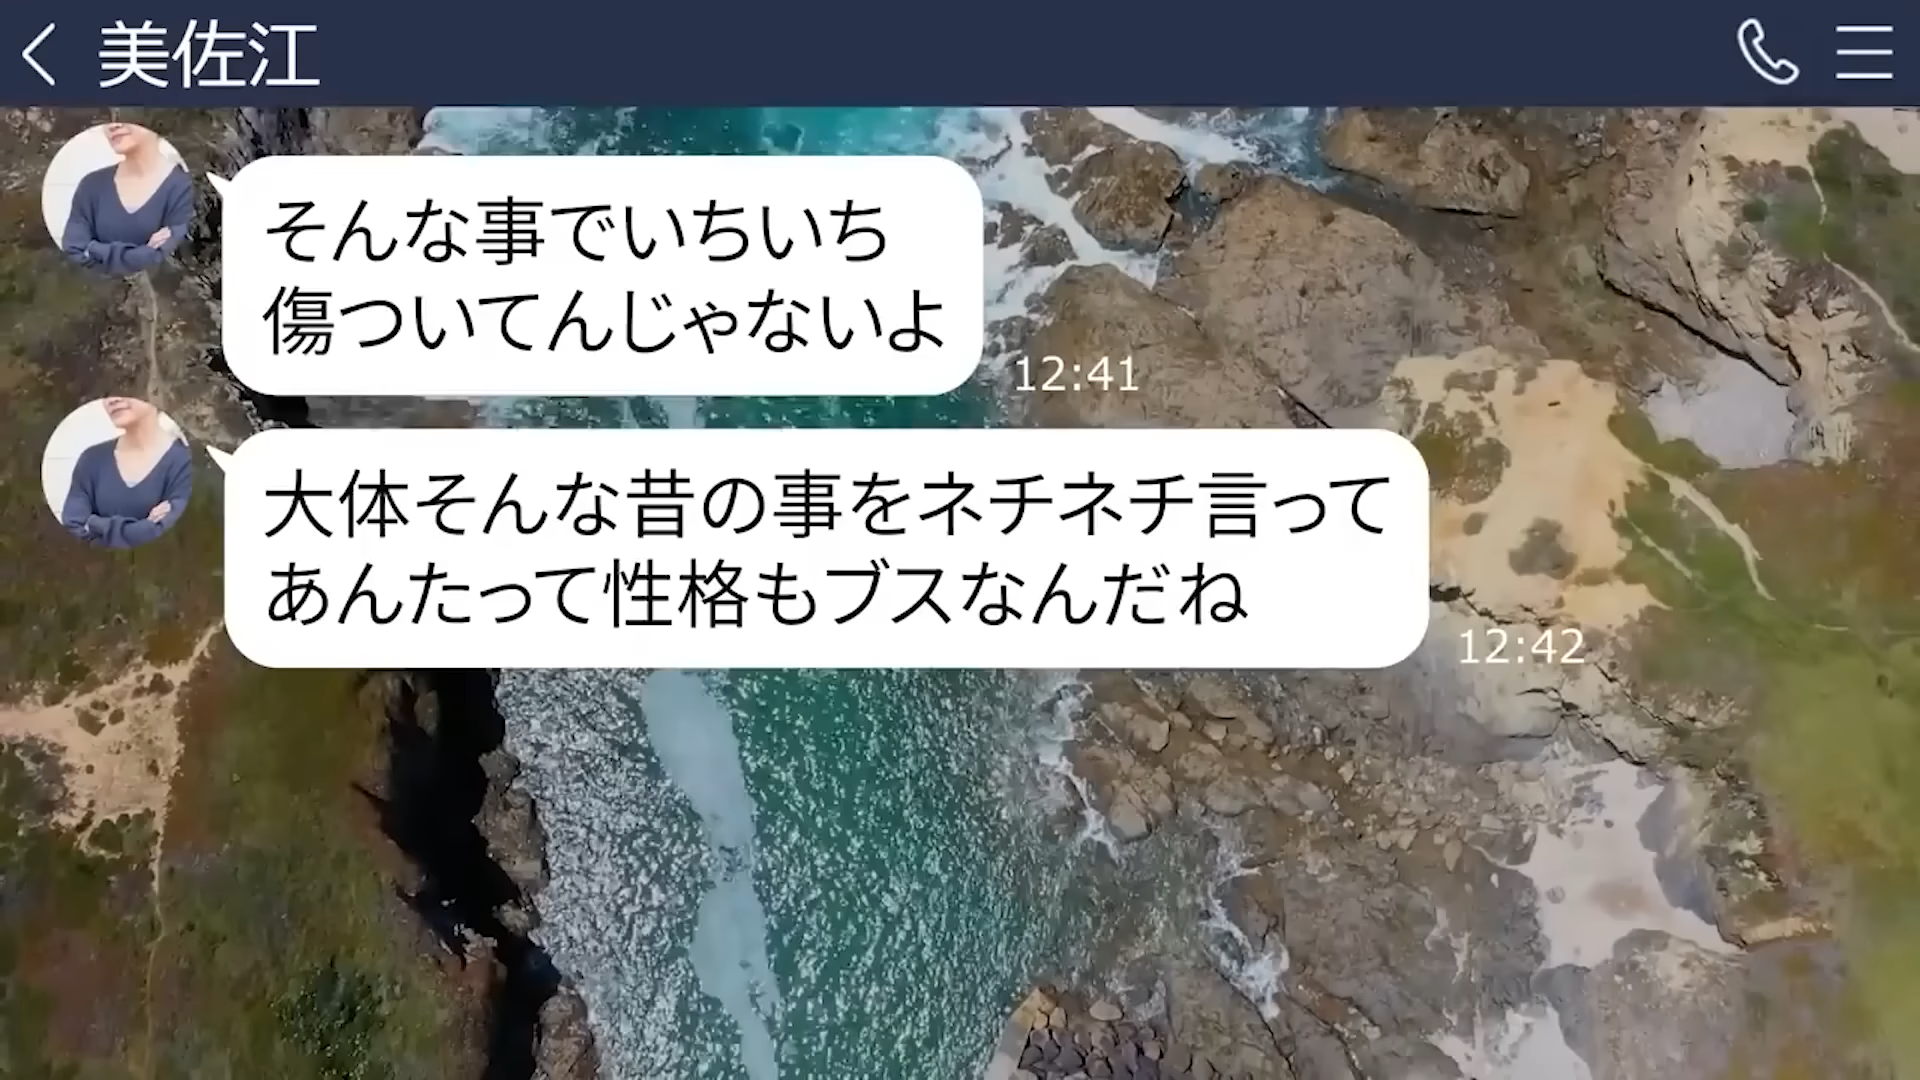 美佐江
そんな事でいちいち
傷ついてんじゃないよ
12:41
大体そんな昔の事をネチネチ言って
あんたって性格もブスなんだね
12:42